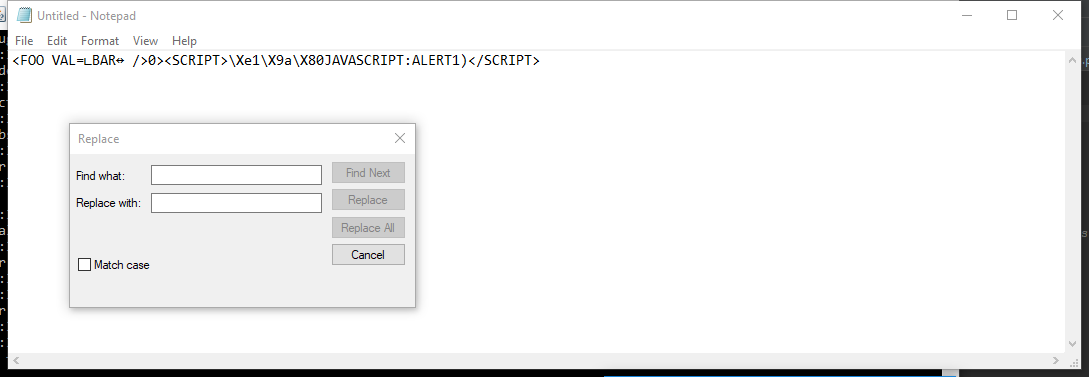 Untitled - Notepad
File Edit Format View Help
<FOO VAL=∟BAR↔ />0><SCRIPT>\Xe1\X9a\X80JAVASCRIPT:ALERT1)</SCRIPT>
Replace
Find what:
Find Next
Replace with:
Replace
Replace All
Cancel
Match case